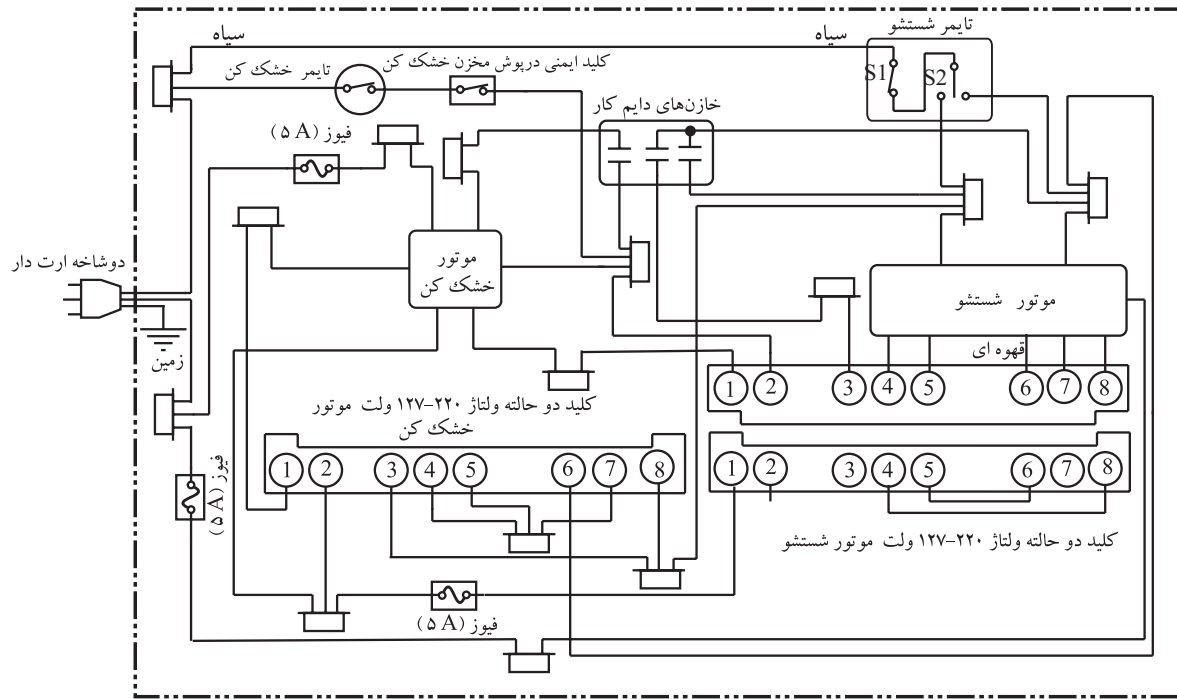 تایمر شستشو
سیاه
سیاه
کلید ایمنی درپوش مخزن خشک کن
تایمر خشک کن
S1
S2
خازن‌های دایم کار
فیوز (۵ A)
دوشاخه ارت دار
موتور
خشک کن
موتور شستشو
زمین
قهوه ای
1 2 3 4 5 6 7 8
کلید دو حالته ولتاژ ۲۲۰-۱۲۷ ولت موتور
خشک کن
1 2 3 4 5 6 7 8
1 2 3 4 5 6 7 8
فیوز (۵ A)
کلید دو حالته ولتاژ ۲۲۰-۱۲۷ ولت موتور شستشو
فیوز (۵ A)